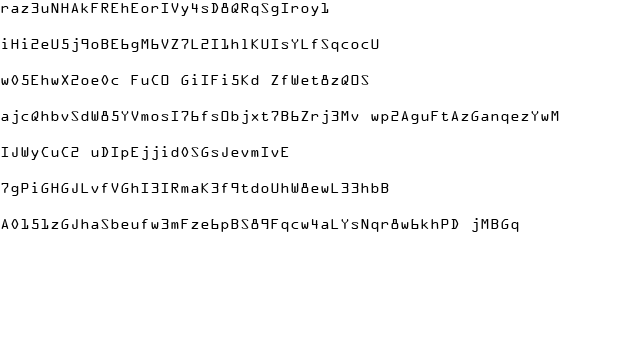 raz3uNHAkFREhEorIVy4sD8QRqSgIroy1
iHi2eU5j9oBE6gM6VZ7L2I1h1KUIsYLfSqcocU
w05EhwX2oe0c FuC0 GiIFi5Kd ZfWet8zQ0S
ajcQhbvSdW85YVmosI76fsObjxt7B6Zrj3Mv wp2AguFtAzGanqezYwM
IJWyCuC2 uDIpEjjid0SGsJevmIvE
7gPiGHGJLvfVGhI3IRmaK3f9tdoUhW8ewL33hbB
A0151zGJhaSbeufw3mFze6pBS89Fqcw4aLYsNqr8w6khPD jMBGq